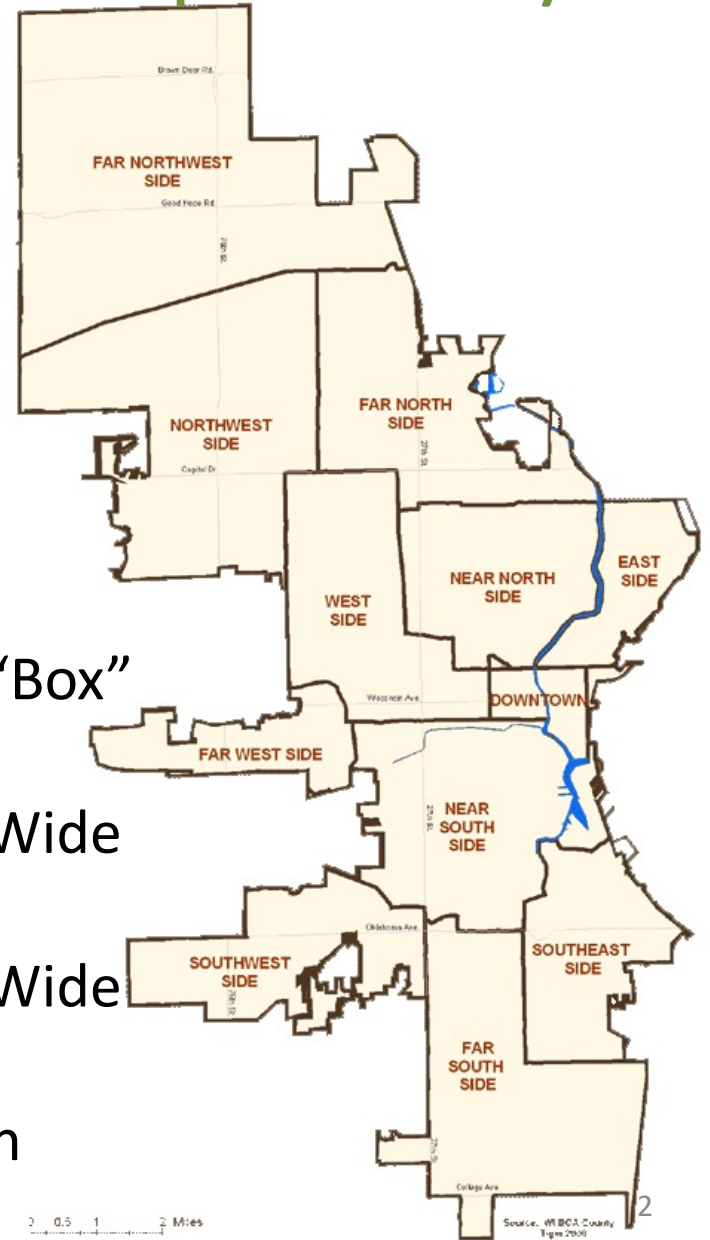 Brown Deer Rd.
FAR NORTHWEST
SIDE
Good Hope Rd.
76th St.
FAR NORTH
SIDE
NORTHWEST
SIDE
27th St.
Capitol Dr.
EAST
SIDE
NEAR NORTH
SIDE
WEST
SIDE
“Box”
Wisconsin Ave.
DOWNTOWN
FAR WEST SIDE
NEAR
SOUTH
SIDE
27th St.
Wide
Oklahoma Ave.
SOUTHEAST
SIDE
SOUTHWEST
SIDE
76th St.
Wide
FAR
SOUTH
SIDE
n
27th St.
College Ave.
2
0 0.5 1 2 Miles
Source:
County
Tiger